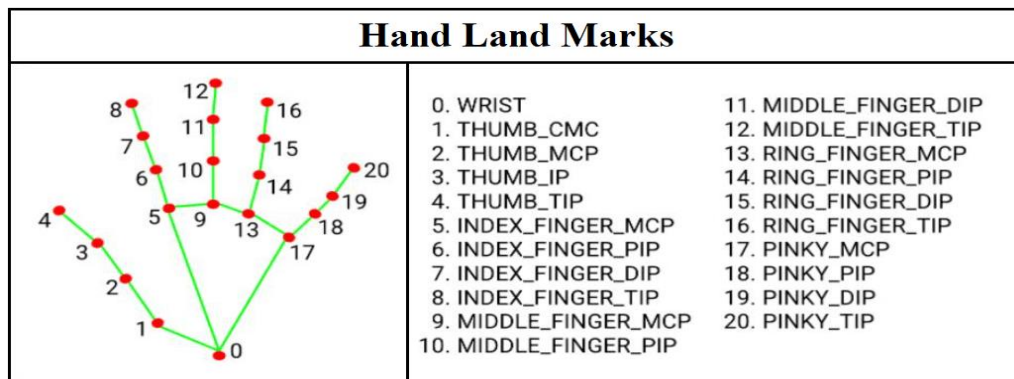 Hand Land Marks
12
8
16
11
7
15
10
6
20
14
19
4
5
9
13
18
3
17
2
1
0
0. WRIST
1. THUMB_CMC
2. THUMB_MCP
3. THUMB_IP
4. THUMB_TIP
5. INDEX_FINGER_MCP
6. INDEX_FINGER_PIP
7. INDEX_FINGER_DIP
8. INDEX_FINGER_TIP
9. MIDDLE_FINGER_MCP
10. MIDDLE_FINGER_PIP
11. MIDDLE_FINGER_DIP
12. MIDDLE_FINGER_TIP
13. RING_FINGER_MCP
14. RING_FINGER_PIP
15. RING_FINGER_DIP
16. RING_FINGER_TIP
17. PINKY_MCP
18. PINKY_PIP
19. PINKY_DIP
20. PINKY_TIP